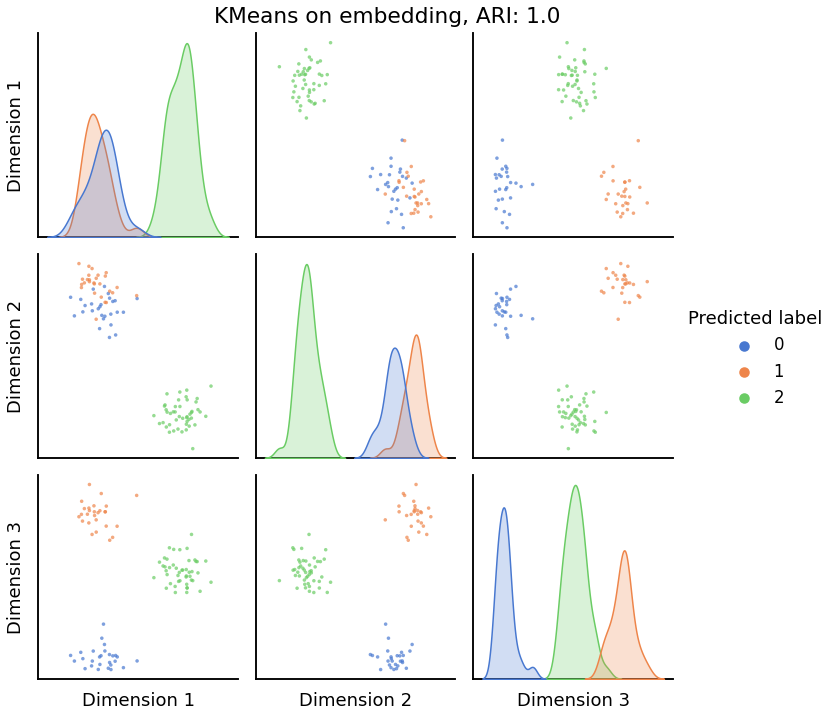 KMeans on embedding, ARI: 1.0
Dimension 1
Dimension 2
Dimension 3
Dimension 1
Dimension 2
Dimension 3
Predicted label
0
1
2